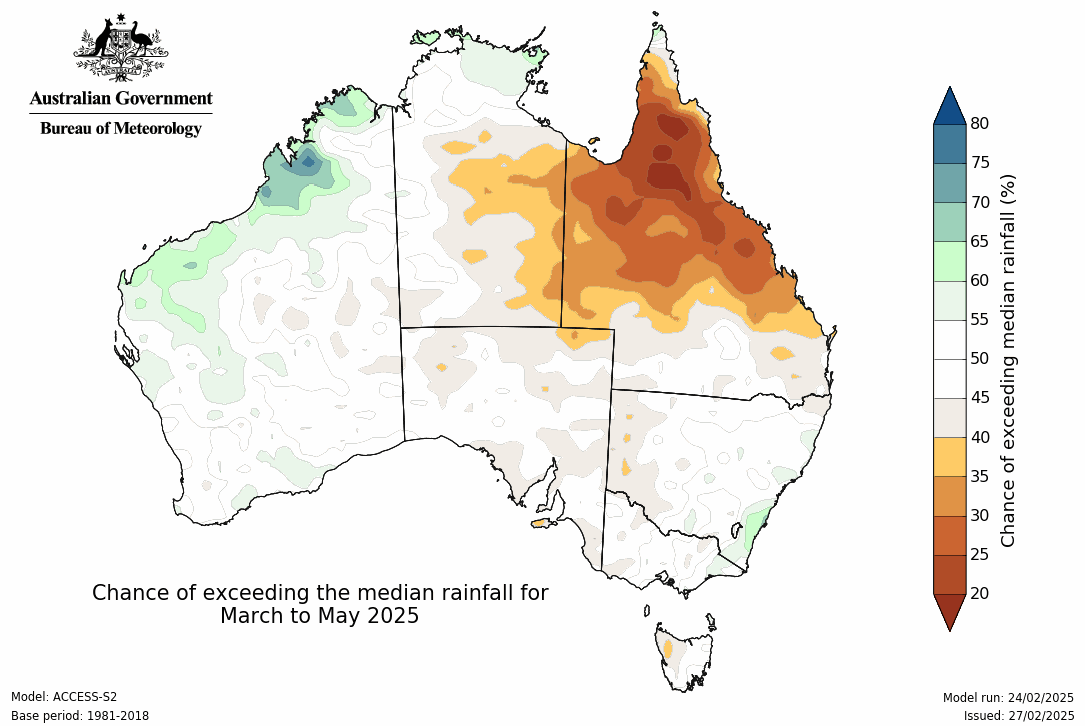 Australian Government
Bureau of Meteorology
80
75
70
65
60
55
50
45
40
35
30
25
20
Chance of exceeding median rainfall (%)
Chance of exceeding the median rainfall for
March to May 2025
Model: ACCESS-S2
Base period: 1981-2018
Model run: 24/02/2025
Issued: 27/02/2025